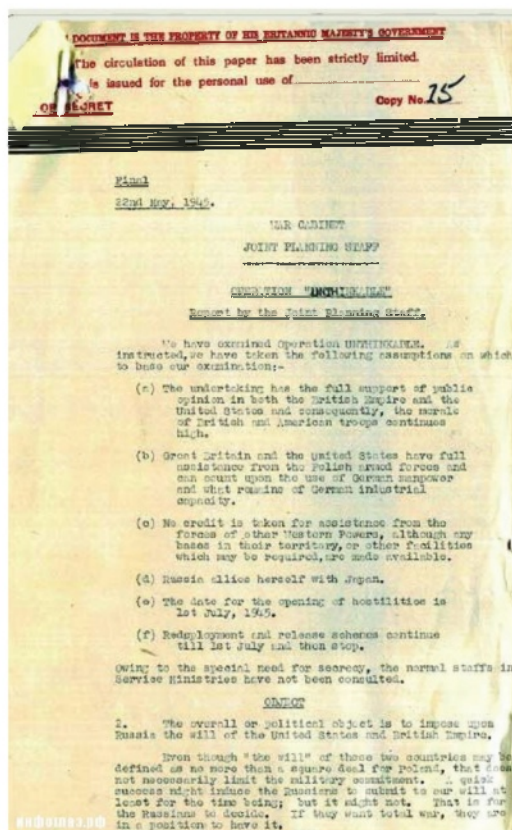 DOCUMENT IS THE PROPERTY OF HIS BRITANNIC MAJESTY'S GOVERNMENT
The circulation of this paper has been strictly limited.
is issued for the personal use of
OP SECRET
Copy No. 25
Final
22nd May, 1945.
WAR CABINET
JOINT PLANNING STAFF
OPERATION "UNTHINKABLE"
Report by the Joint Planning Staff.
We have examined Operation UNTHINKABLE. As
instructed, we have taken the following assumptions on which
to base our examination:-
(a) The undertaking has the full support of public
opinion in both the British Empire and the
United States and consequently, the morale
of British and American troops continues
high.
(b) Great Britain and the United States have full
assistance from the Polish armed forces and
can count upon the use of German manpower
and what remains of German industrial
capacity.
(c) No credit is taken for assistance from the
forces of other Western Powers, although any
bases in their territory, or other facilities
which may be required, are made available.
(d) Russia allies herself with Japan.
(e) The date for the opening of hostilities is
1st July, 1945.
(f) Redeployment and release schemes continue
till 1st July and then stop.
Owing to the special need for secrecy, the normal staffs in
Service Ministries have not been consulted.
OBJECT
2. The overall or political object is to impose upon
Russia the will of the United States and British Empire.
Even though "the will" of these two countries may be
defined as no more than a square deal for Poland, that does
not necessarily limit the military commitment. A quick
success might induce the Russians to submit to our will at
least for the time being; but it might not. That is for
the Russians to decide. If they want total war, they are
in a position to have it.